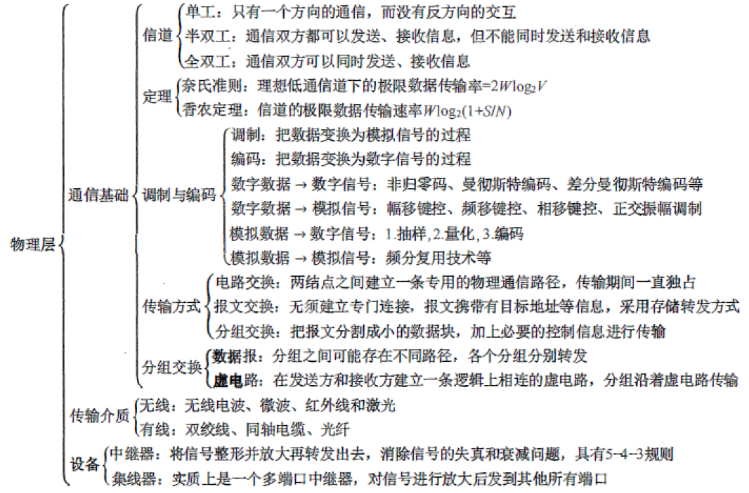 单工：只有一个方向的通信，而没有反方向的交互
信道
半双工：通信双方都可以发送、接收信息，但不能同时发送和接收信息
全双工：通信双方可以同时发送、接收信息
奈氏准则：理想低通信道下的极限数据传输率=2Wlog₂V
定理
香农定理：信道的极限数据传输速率Wlog₂(1+S/N)
调制：把数据变换为模拟信号的过程
编码：把数据变换为数字信号的过程
通信基础
调制与编码
数字数据→数字信号：非归零码、曼彻斯特编码、差分曼彻斯特编码等
数字数据→模拟信号：幅移键控、频移键控、相移键控、正交振幅调制
模拟数据→数字信号：1.抽样,2.量化,3.编码
物理层
模拟数据→模拟信号：频分复用技术等
电路交换：两结点之间建立一条专用的物理通信路径，传输期间一直独占
传输方式
报文交换：无须建立专门连接，报文携带有目标地址等信息，采用存储转发方式
分组交换：把报文分割成小的数据块，加上必要的控制信息进行传输
数据报：分组之间可能存在不同路径，各个分组分别转发
分组交换
虚电路：在发送方和接收方建立一条逻辑上相连的虚电路，分组沿着虚电路传输
无线：无线电波、微波、红外线和激光
传输介质
有线：双绞线、同轴电缆、光纤
中继器：将信号整形并放大再转发出去，消除信号的失真和衰减问题，具有5-4-3规则
设备
集线器：实质上是一个多端口中继器，对信号进行放大后发到其他所有端口